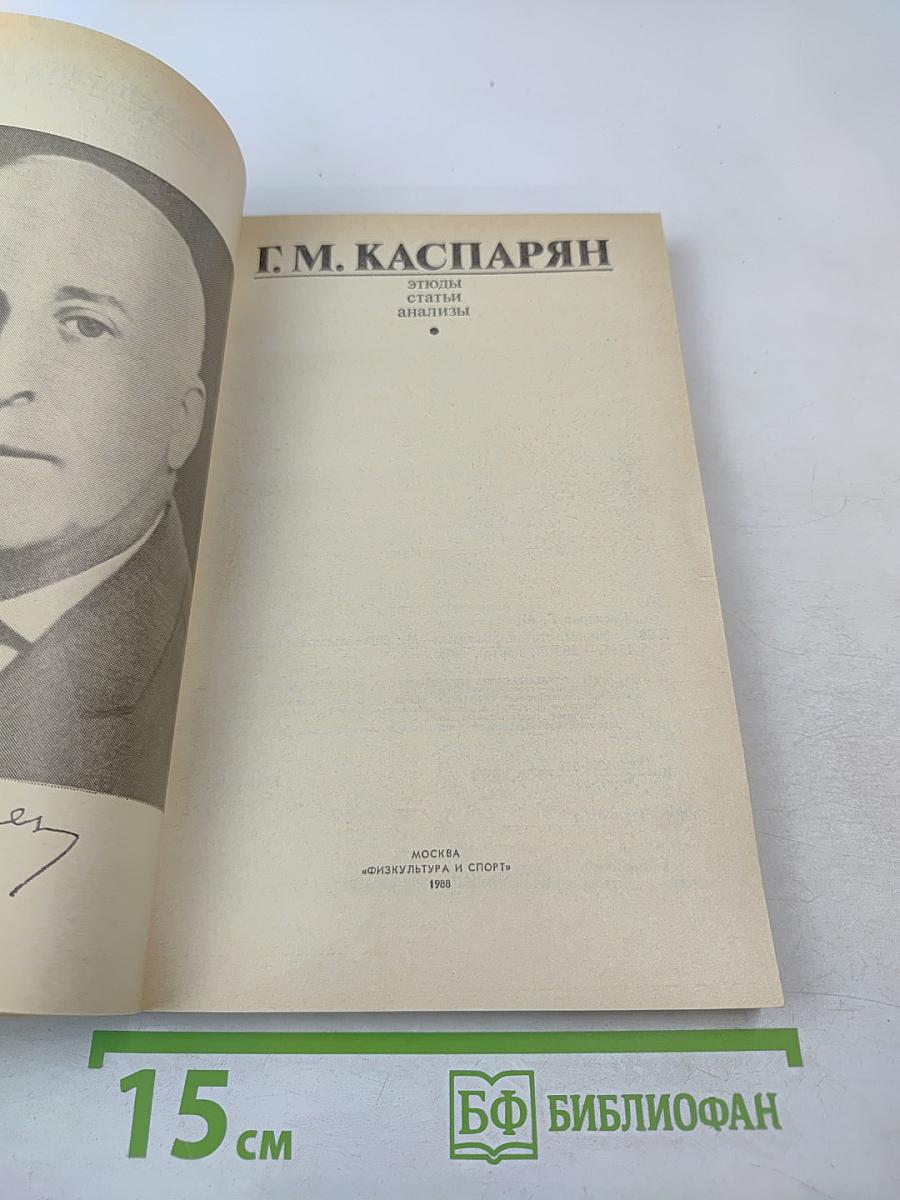 Г. М. КАСПАРЯН
этюды
статьи
анализы
МОСКВА
«ФИЗКУЛЬТУРА И СПОРТ»
1988
15 см
БФ БИБЛИОФАН